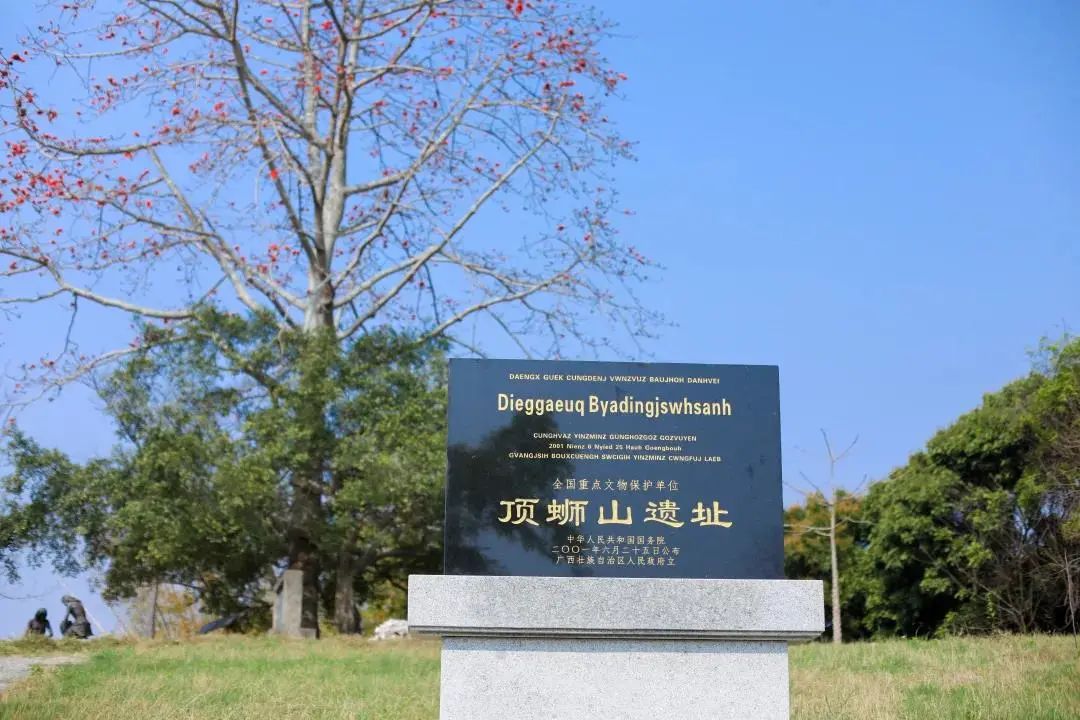 DAENGX GUEK CUNGDENJ VWNZVUZ BAUJHOH DANHVEI
Dieggaeuq Byadingjswhsanh
CUNGHVAZ YINZMINZ GUNGHOZGOZ GOZVUYEN
2001 Nienz 6 Nyied 25 Hauh Goengbouh
GVANGJSIH BOUXCUENGH SWCIGIH YINZMINZ CWNGFUJ LAEB
全国重点文物保护单位
顶蛳山遗址
中华人民共和国国务院
二〇〇一年六月二十五日公布
广西壮族自治区人民政府立